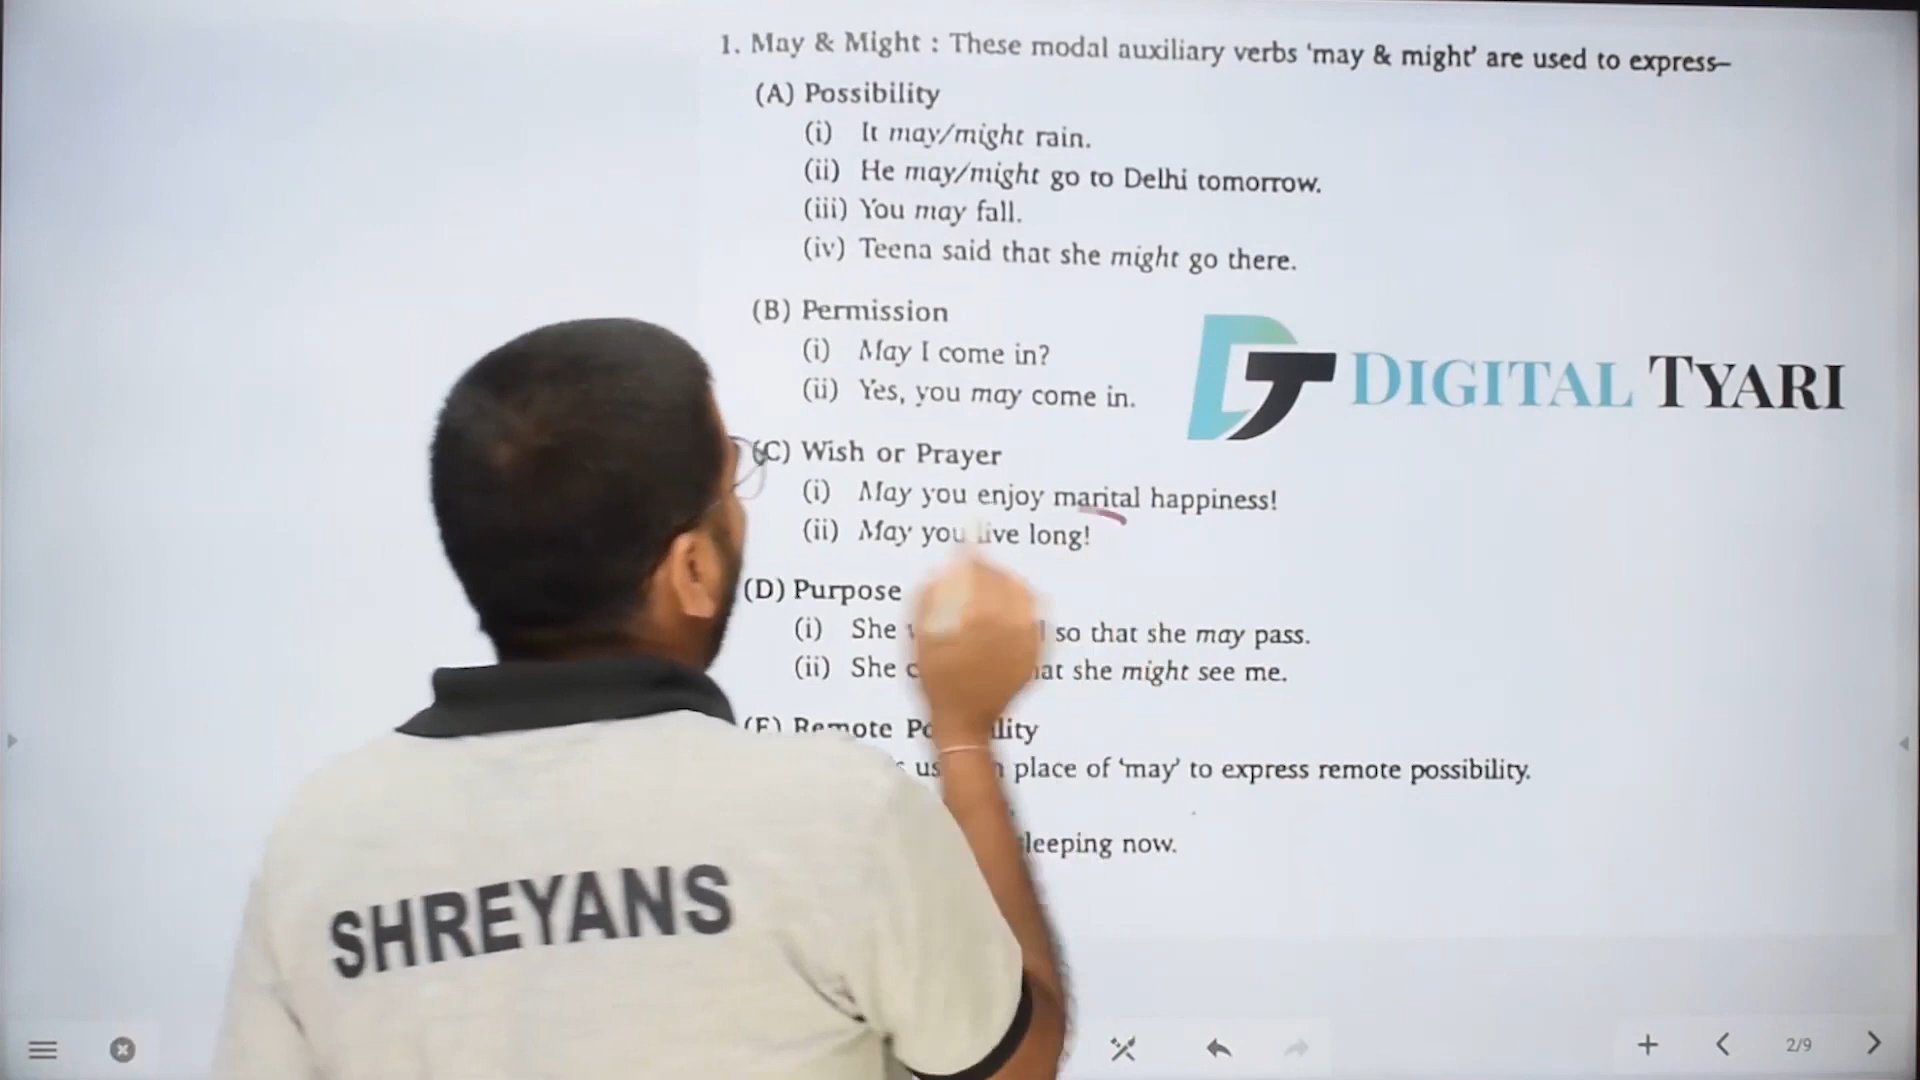 1. May & Might : These modal auxiliary verbs ‘may & might’ are used to express–
(A) Possibility
(i) It may/might rain.
(ii) He may/might go to Delhi tomorrow.
(iii) You may fall.
(iv) Teena said that she might go there.
(B) Permission
(i) May I come in?
(ii) Yes, you may come in.
DIGITAL TYARI
(C) Wish or Prayer
(i) May you enjoy marital happiness!
(ii) May you live long!
(D) Purpose
(i) She so that she may pass.
(ii) She she might see me.
(E) Remote
place of ‘may’ to express remote possibility.
now.
SHREYANS
2/9